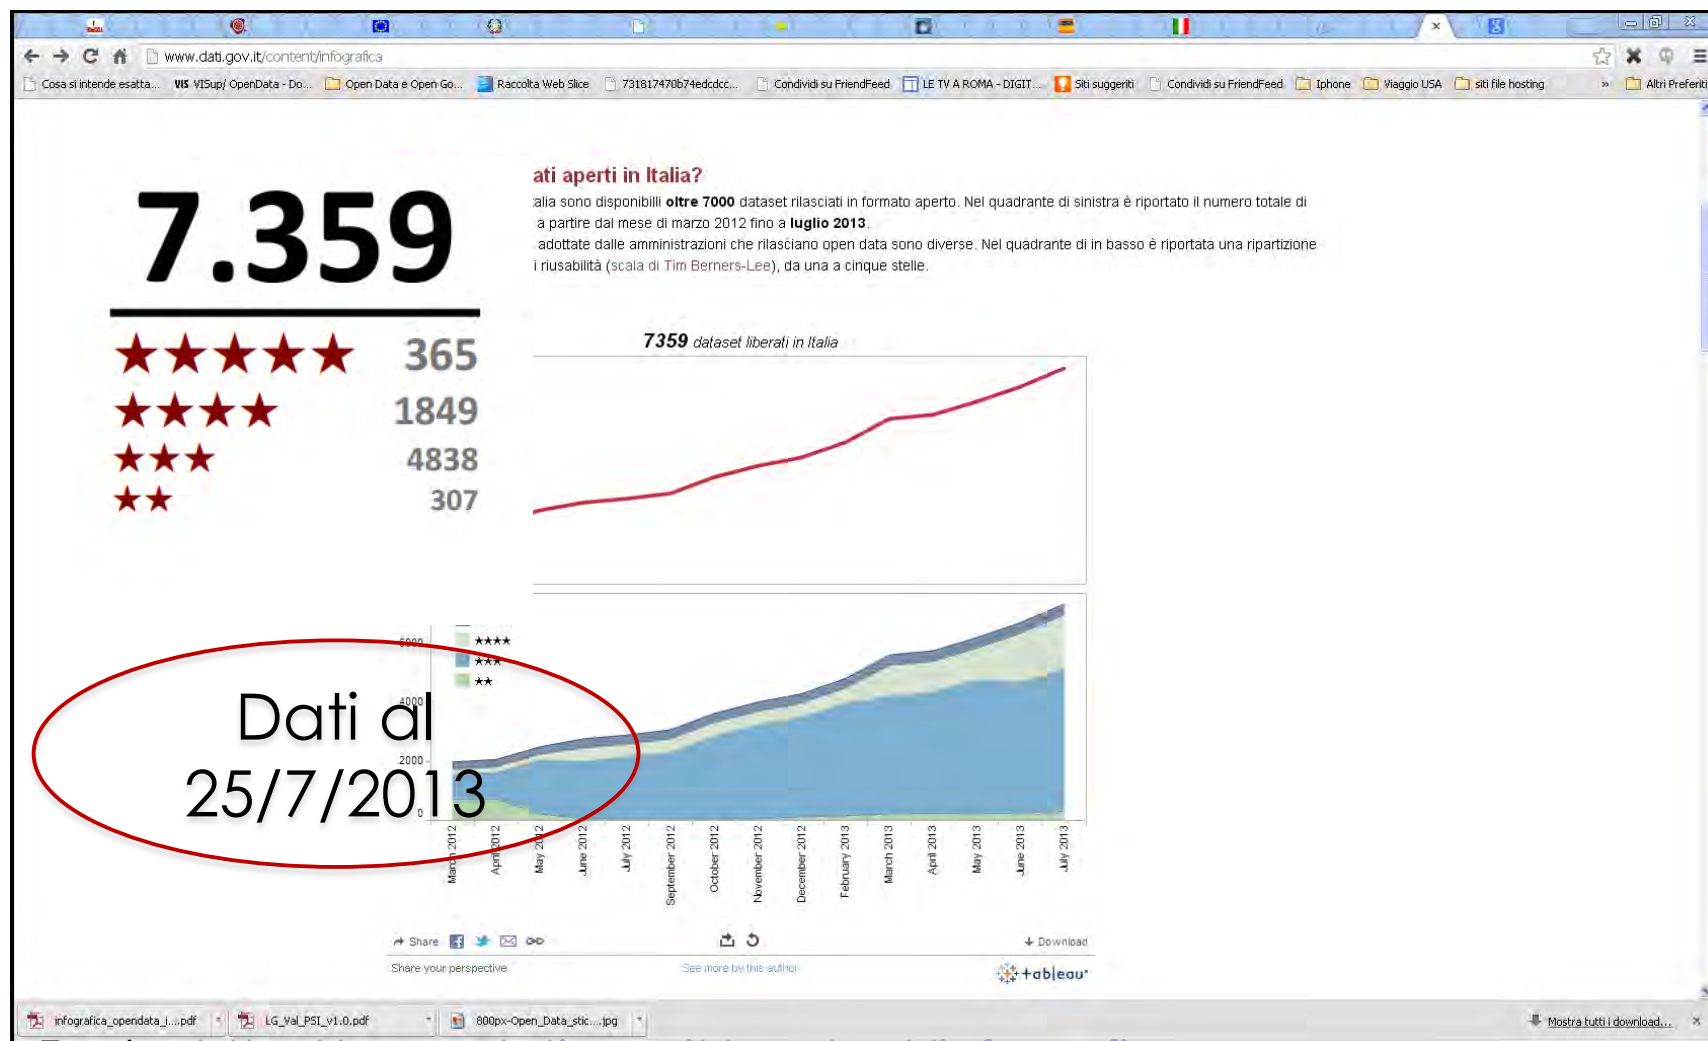 www.dati.gov.it/content/infografica
Cosa si intende esatta...
VIS VISup/ OpenData - Do...
Open Data e Open Go...
Raccolta Web Slice
731817470b74edcdcc...
Condividi su FriendFeed
LE TV A ROMA - DIGIT...
Siti suggeriti
Condividi su FriendFeed
Iphone
Viaggio USA
siti file hosting
»
Altri Preferiti
7.359
★★★★★ 365
★★★★ 1849
★★★ 4838
★★ 307
ati aperti in Italia?
alia sono disponibili oltre 7000 dataset rilasciati in formato aperto. Nel quadrante di sinistra è riportato il numero totale di
a partire dal mese di marzo 2012 fino a luglio 2013.
adottate dalle amministrazioni che rilasciano open data sono diverse. Nel quadrante di in basso è riportata una ripartizione
i riusabilità (scala di Tim Berners-Lee), da una a cinque stelle.
7359 dataset liberati in Italia
★★★★
★★★
★★
6000
4000
2000
0
Dati al
25/7/2013
March 2012
April 2012
May 2012
June 2012
July 2012
September 2012
October 2012
November 2012
December 2012
February 2013
March 2013
April 2013
May 2013
June 2013
July 2013
Share
Download
Share your perspective
See more by this author
+ableau
infografica_opendata_i....pdf
LG_Val_PSI_v1.0.pdf
800px-Open_Data_stic....jpg
Mostra tutti i download...